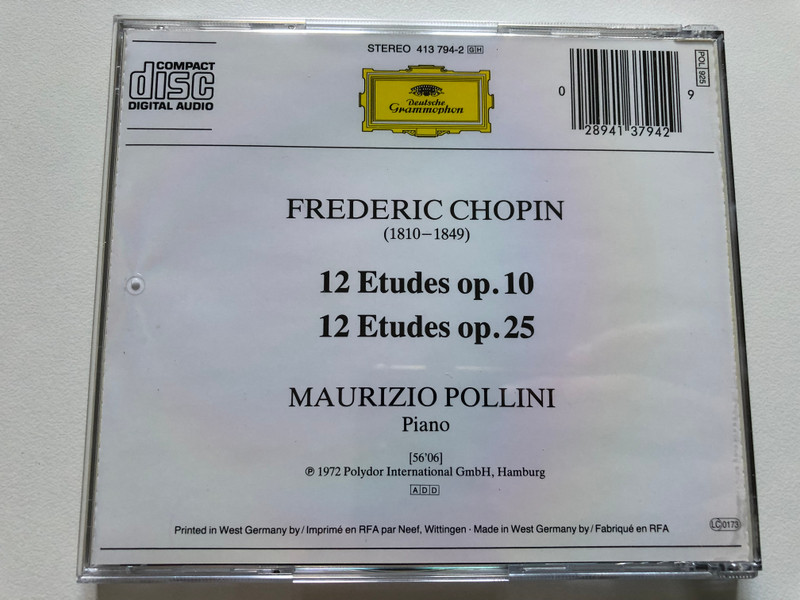 COMPACT
disc
DIGITAL AUDIO
STEREO 413 794-2 GH
Deutsche
Grammophon
0 28941 37942 9
POL 925
FREDERIC CHOPIN
(1810–1849)
12 Etudes op. 10
12 Etudes op. 25
MAURIZIO POLLINI
Piano
[56'06]
℗ 1972 Polydor International GmbH, Hamburg
ADD
Printed in West Germany by / Imprimé en RFA par Neef, Wittingen · Made in West Germany by / Fabriqué en RFA
LC 0173